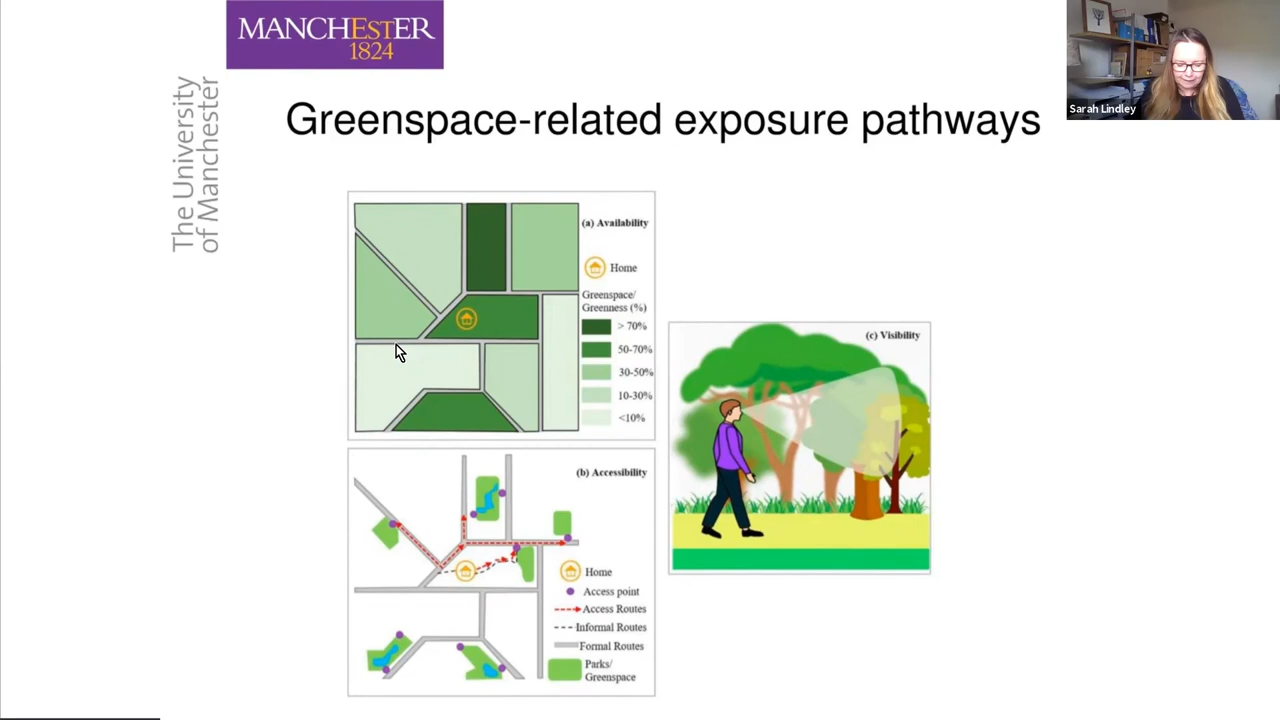 MANCHESTER
1824
The University
of Manchester
Sarah Lindley
Greenspace-related exposure pathways
(a) Availability
Home
Greenspace/
Greenness (%)
> 70%
50-70%
30-50%
10-30%
<10%
(b) Accessibility
Home
Access point
Access Routes
Informal Routes
Formal Routes
Parks/
Greenspace
(c) Visibility